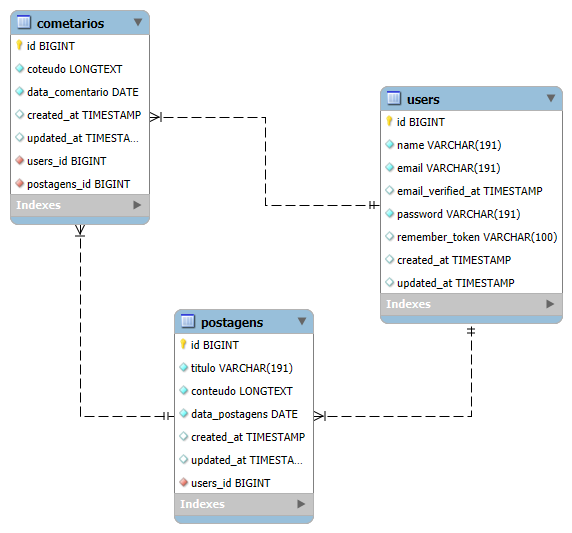 cometarios
id BIGINT
coteudo LONGTEXT
data_comentario DATE
created_at TIMESTAMP
updated_at TIMESTA...
users_id BIGINT
postagens_id BIGINT
Indexes
users
id BIGINT
name VARCHAR(191)
email VARCHAR(191)
email_verified_at TIMESTAMP
password VARCHAR(191)
remember_token VARCHAR(100)
created_at TIMESTAMP
updated_at TIMESTAMP
Indexes
postagens
id BIGINT
titulo VARCHAR(191)
conteudo LONGTEXT
data_postagens DATE
created_at TIMESTAMP
updated_at TIMESTA...
users_id BIGINT
Indexes